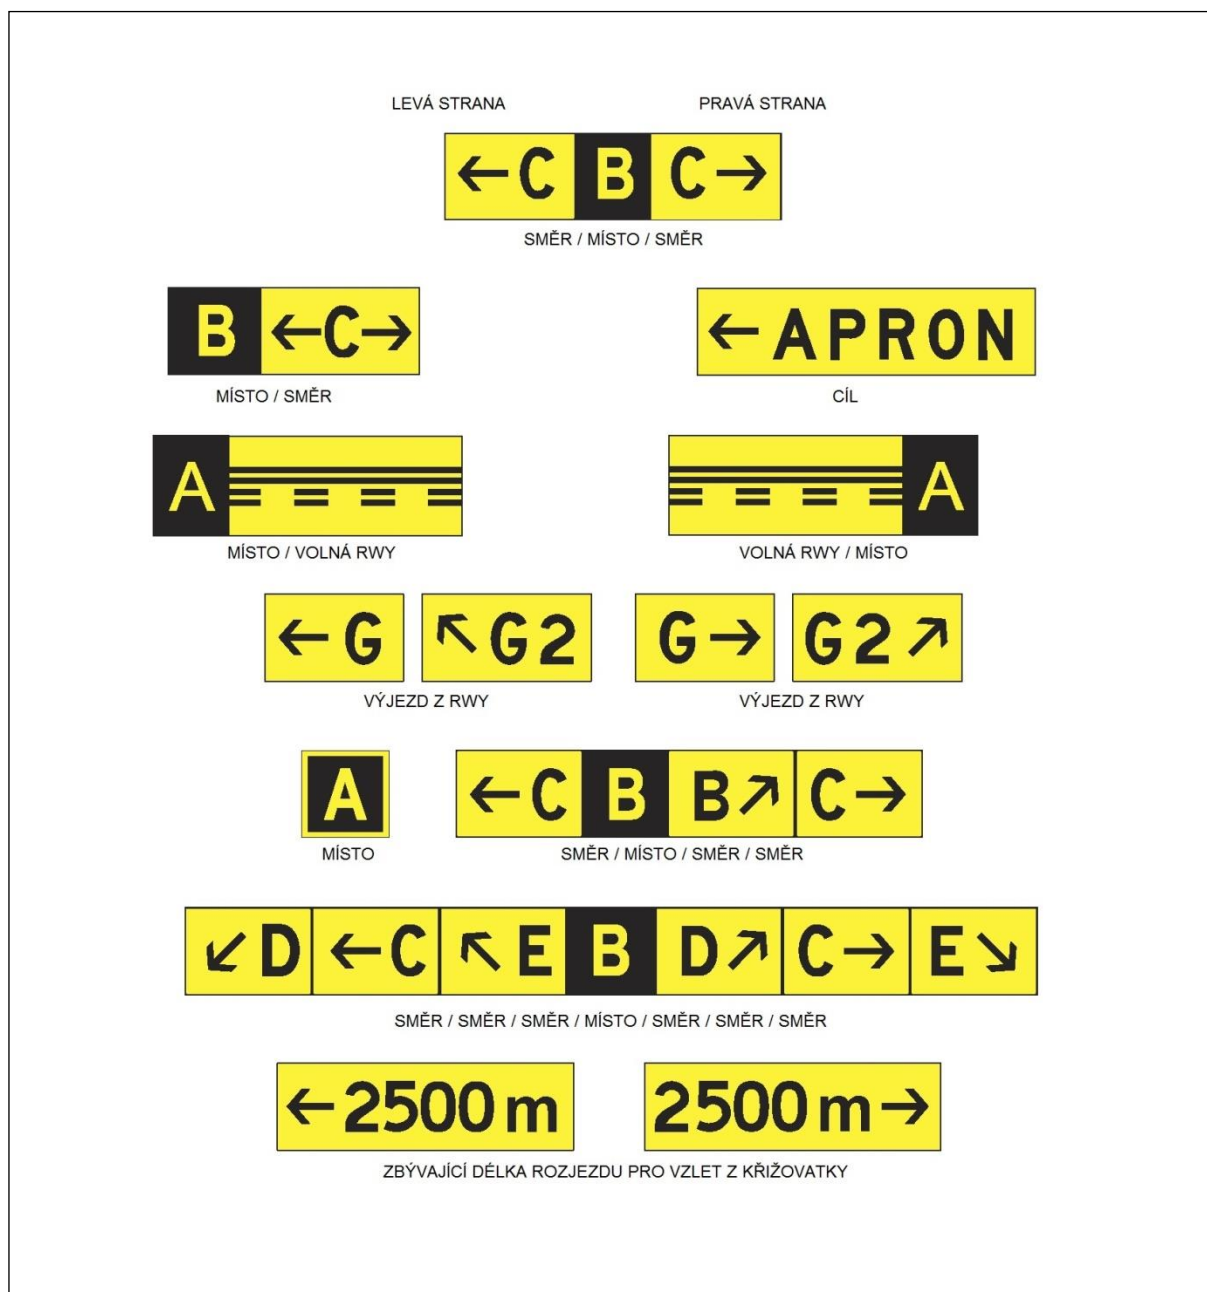 LEVÁ STRANA PRAVÁ STRANA
←C B C→
SMĚR / MÍSTO / SMĚR
B ←C→ ←APRON
MÍSTO / SMĚR CÍL
A A
MÍSTO / VOLNÁ RWY VOLNÁ RWY / MÍSTO
←G ↖G2 G→ G2↗
VÝJEZD Z RWY VÝJEZD Z RWY
A ←C B B↗ C→
MÍSTO SMĚR / MÍSTO / SMĚR / SMĚR
↙D ←C ↖E B D↗ C→ E↘
SMĚR / SMĚR / SMĚR / MÍSTO / SMĚR / SMĚR / SMĚR
←2500m 2500m→
ZBÝVAJÍCÍ DÉLKA ROZJEZDU PRO VZLET Z KŘIŽOVATKY